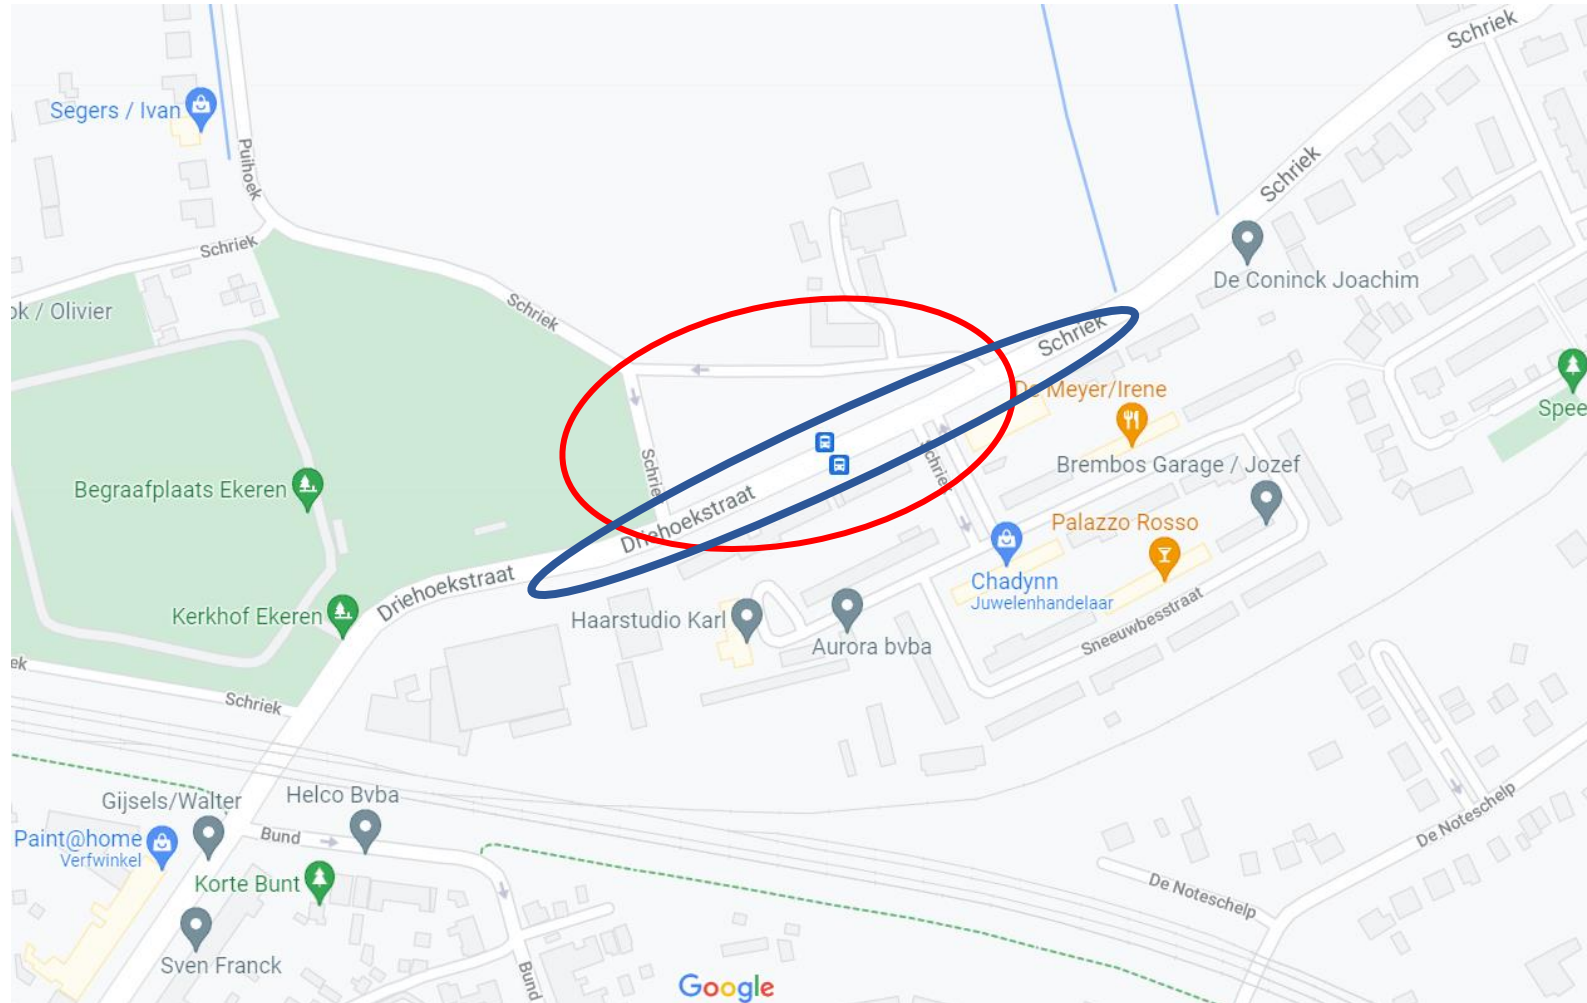 Schriek
Segers / Ivan
Puihoek
Schriek
Schriek
De Coninck Joachim
ok / Olivier
Schriek
Schriek
De Meyer/Irene
Spee
Schriek
Schriek
Brembos Garage / Jozef
Begraafplaats Ekeren
Driehoekstraat
Palazzo Rosso
Driehoekstraat
Chadynn
Juwelenhandelaar
Kerkhof Ekeren
Haarstudio Karl
Aurora bvba
Sneeuwbesstraat
ek
Schriek
Gijsels/Walter
Helco Bvba
Paint@home
Verfwinkel
Bund
De Noteschelp
Korte Bunt
De Noteschelp
Sven Franck
Bund
Google